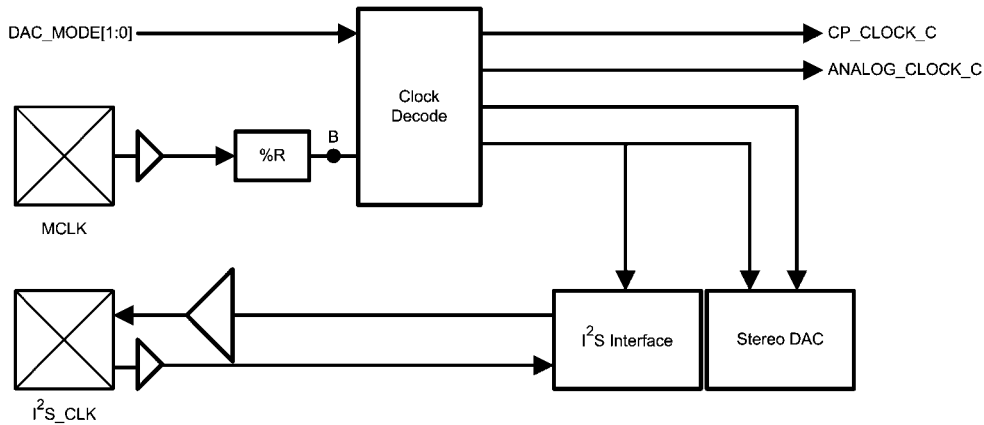 DAC_MODE[1:0]
CP_CLOCK_C
ANALOG_CLOCK_C
Clock
Decode
B
%R
MCLK
I²S Interface
Stereo DAC
I²S_CLK